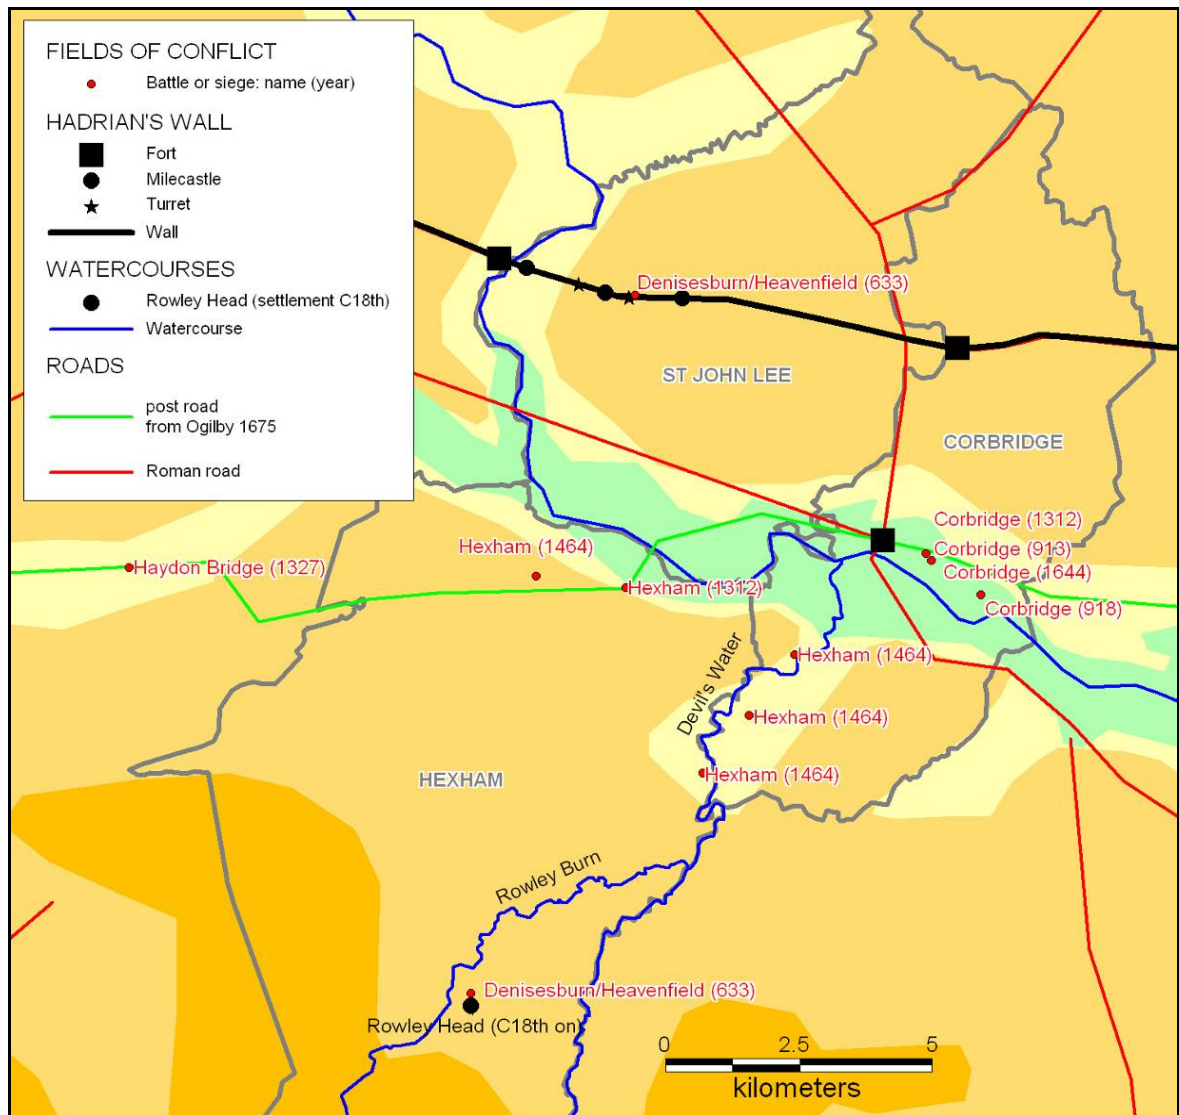 FIELDS OF CONFLICT
Battle or siege: name (year)
HADRIAN'S WALL
Fort
Milecastle
Turret
Wall
WATERCOURSES
Rowley Head (settlement C18th)
Watercourse
ROADS
post road
from Ogilby 1675
Roman road
Denisesburn/Heavenfield (633)
ST JOHN LEE
CORBRIDGE
Corbridge (1312)
Hexham (1464)
Corbridge (913)
Haydon Bridge (1327)
Corbridge (1644)
Hexham (1312)
Corbridge (918)
Hexham (1464)
Devil's Water
Hexham (1464)
Hexham (1464)
HEXHAM
Rowley Burn
Denisesburn/Heavenfield (633)
Rowley Head (C18th on)
0 2.5 5
kilometers